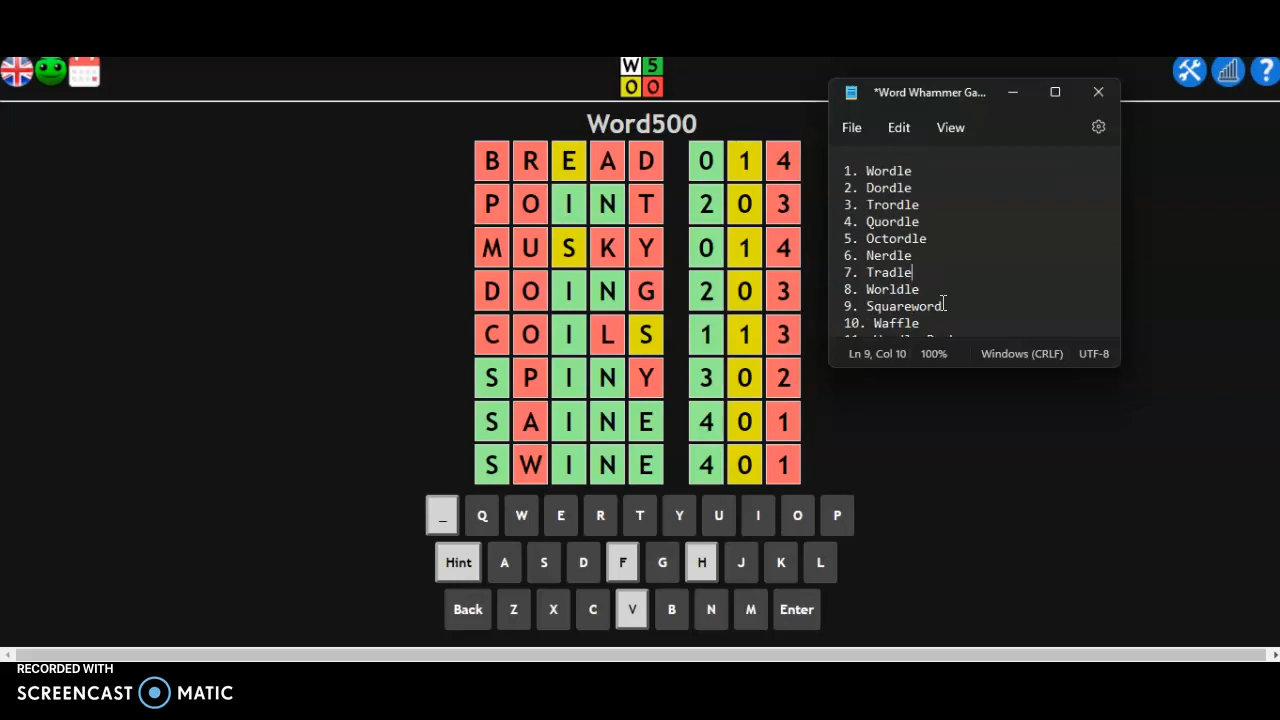 W 5
O O
Word500
B R E A D 0 1 4
P O I N T 2 0 3
M U S K Y 0 1 4
D O I N G 2 0 3
C O I L S 1 1 3
S P I N Y 3 0 2
S A I N E 4 0 1
S W I N E 4 0 1
_ Q W E R T Y U I O P
Hint A S D F G H J K L
Back Z X C V B N M Enter
*Word Whammer Ga...
File Edit View
1. Wordle
2. Dordle
3. Trordle
4. Quordle
5. Octordle
6. Nerdle
7. Tradle
8. Worldle
9. Squareword
10. Waffle
Ln 9, Col 10 100% Windows (CRLF) UTF-8
?
RECORDED WITH
SCREENCAST MATIC